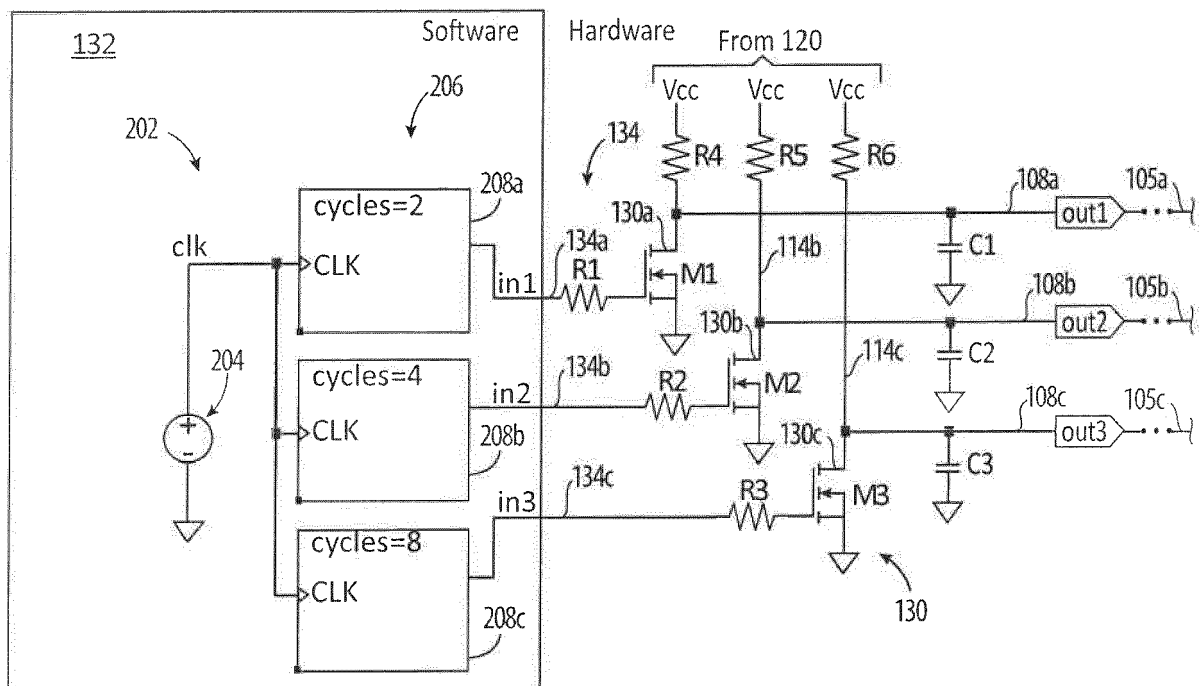 132
Software
Hardware
From 120
Vcc
Vcc
Vcc
202
206
134
R4
R5
R6
cycles=2
208a
CLK
clk
in1
134a
R1
130a
M1
114b
108a
out1
105a
C1
204
cycles=4
CLK
208b
in2
134b
R2
130b
M2
114c
108b
out2
105b
C2
cycles=8
CLK
208c
in3
134c
R3
130c
M3
108c
out3
105c
C3
130
+
-